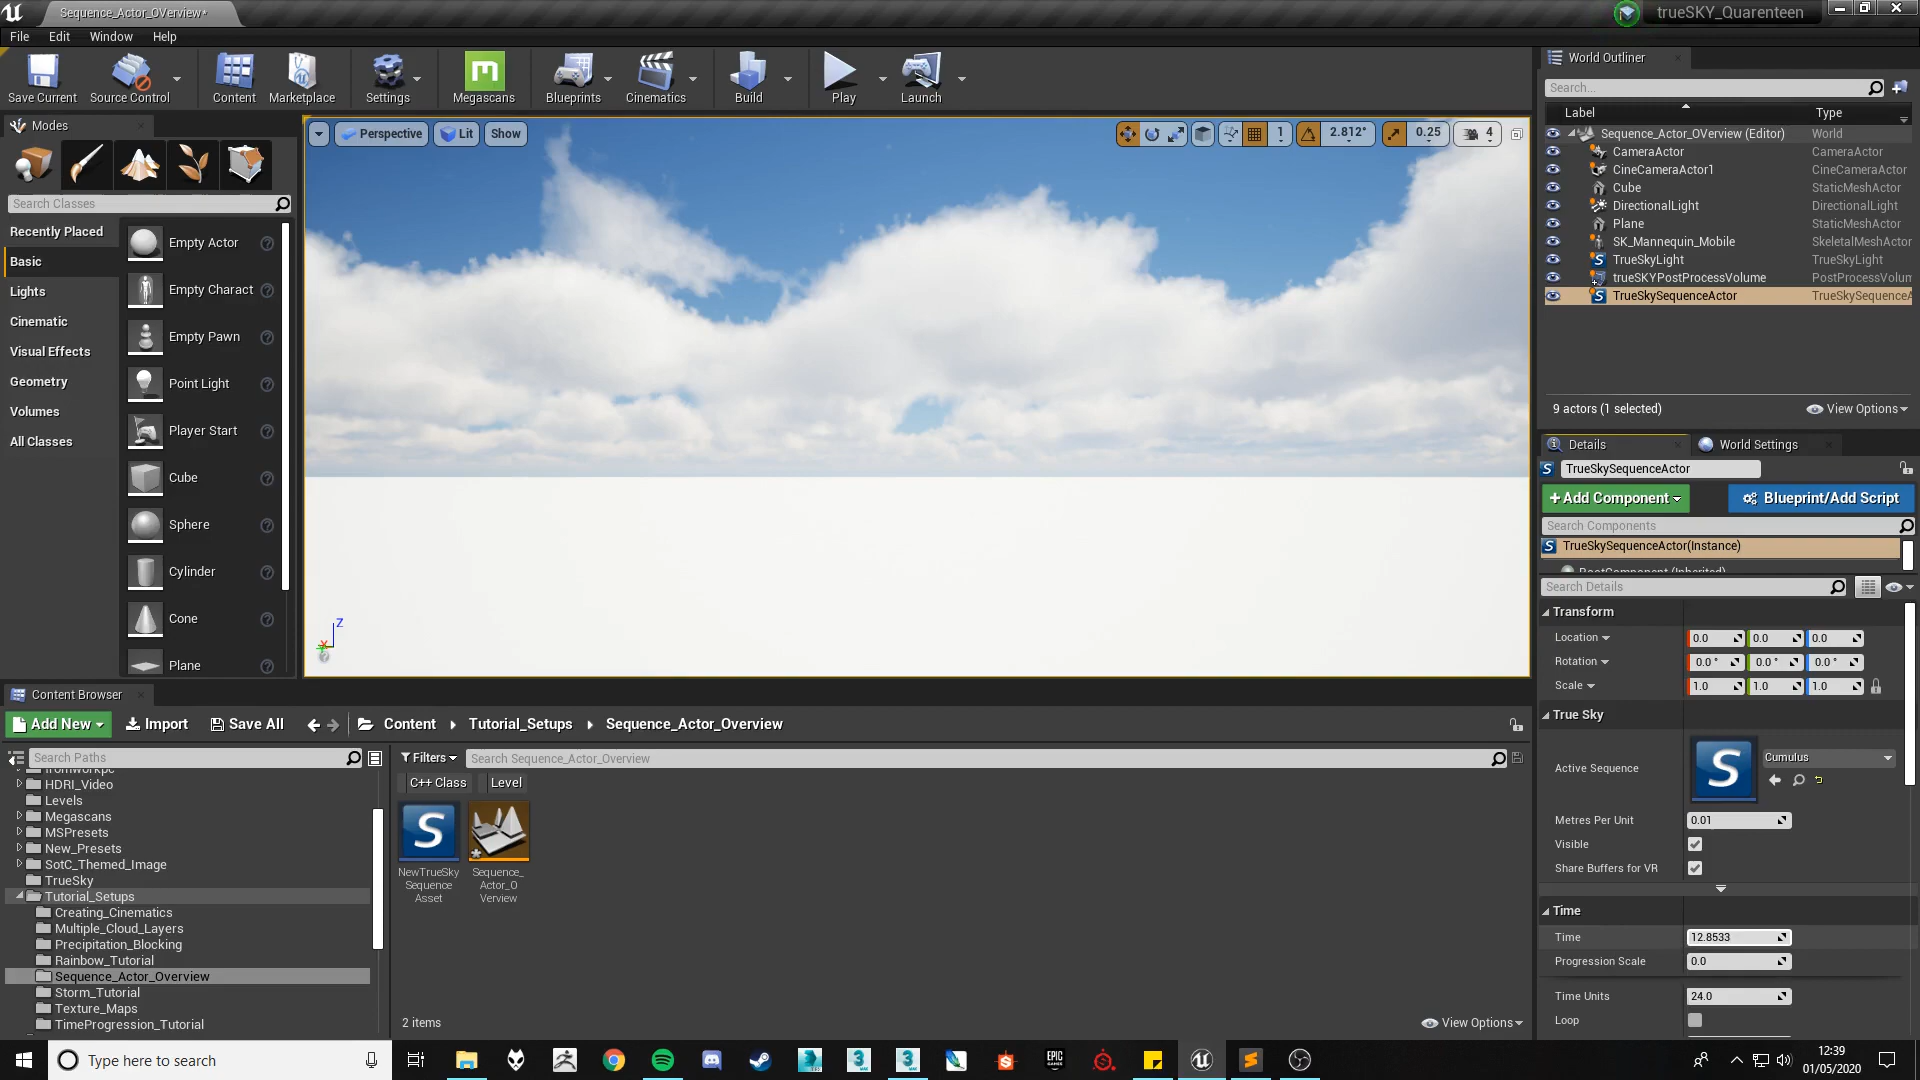 Sequence_Actor_OVerview*
trueSKY_Quarenteen
File Edit Window Help
Save Current Source Control Content Marketplace Settings Megascans Blueprints Cinematics Build Play Launch
Modes
Search Classes
Recently Placed
Basic
Lights
Cinematic
Visual Effects
Geometry
Volumes
All Classes
Empty Actor
Empty Charact
Empty Pawn
Point Light
Player Start
Cube
Sphere
Cylinder
Cone
Plane
Perspective Lit Show
1 2.812° 0.25 4
Z
X
World Outliner
Search...
Label Type
Sequence_Actor_OVerview (Editor) World
CameraActor CameraActor
CineCameraActor1 CineCameraActor
Cube StaticMeshActor
DirectionalLight DirectionalLight
Plane StaticMeshActor
SK_Mannequin_Mobile SkeletalMeshActor
TrueSkyLight TrueSkyLight
trueSKYPostProcessVolume PostProcessVolum
TrueSkySequenceActor TrueSkySequenceA
9 actors (1 selected) View Options
Details World Settings
TrueSkySequenceActor
+Add Component Blueprint/Add Script
Search Components
TrueSkySequenceActor(Instance)
RootComponent (Inherited)
Search Details
Transform
Location 0.0 0.0 0.0
Rotation 0.0° 0.0° 0.0°
Scale 1.0 1.0 1.0
True Sky
Active Sequence Cumulus
Metres Per Unit 0.01
Visible
Share Buffers for VR
Time
Time 12.8533
Progression Scale 0.0
Time Units 24.0
Loop
Content Browser
Add New Import Save All Content Tutorial_Setups Sequence_Actor_Overview
Search Paths
HDRI_Video
Levels
Megascans
MSPresets
New_Presets
SotC_Themed_Image
TrueSky
Tutorial_Setups
Creating_Cinematics
Multiple_Cloud_Layers
Precipitation_Blocking
Rainbow_Tutorial
Sequence_Actor_Overview
Storm_Tutorial
Texture_Maps
TimeProgression_Tutorial
Filters Search Sequence_Actor_Overview
C++ Class Level
NewTrueSky
Sequence
Asset
Sequence_
Actor_O
Verview
2 items View Options
Type here to search
EPIC
GAMES
12:39
01/05/2020